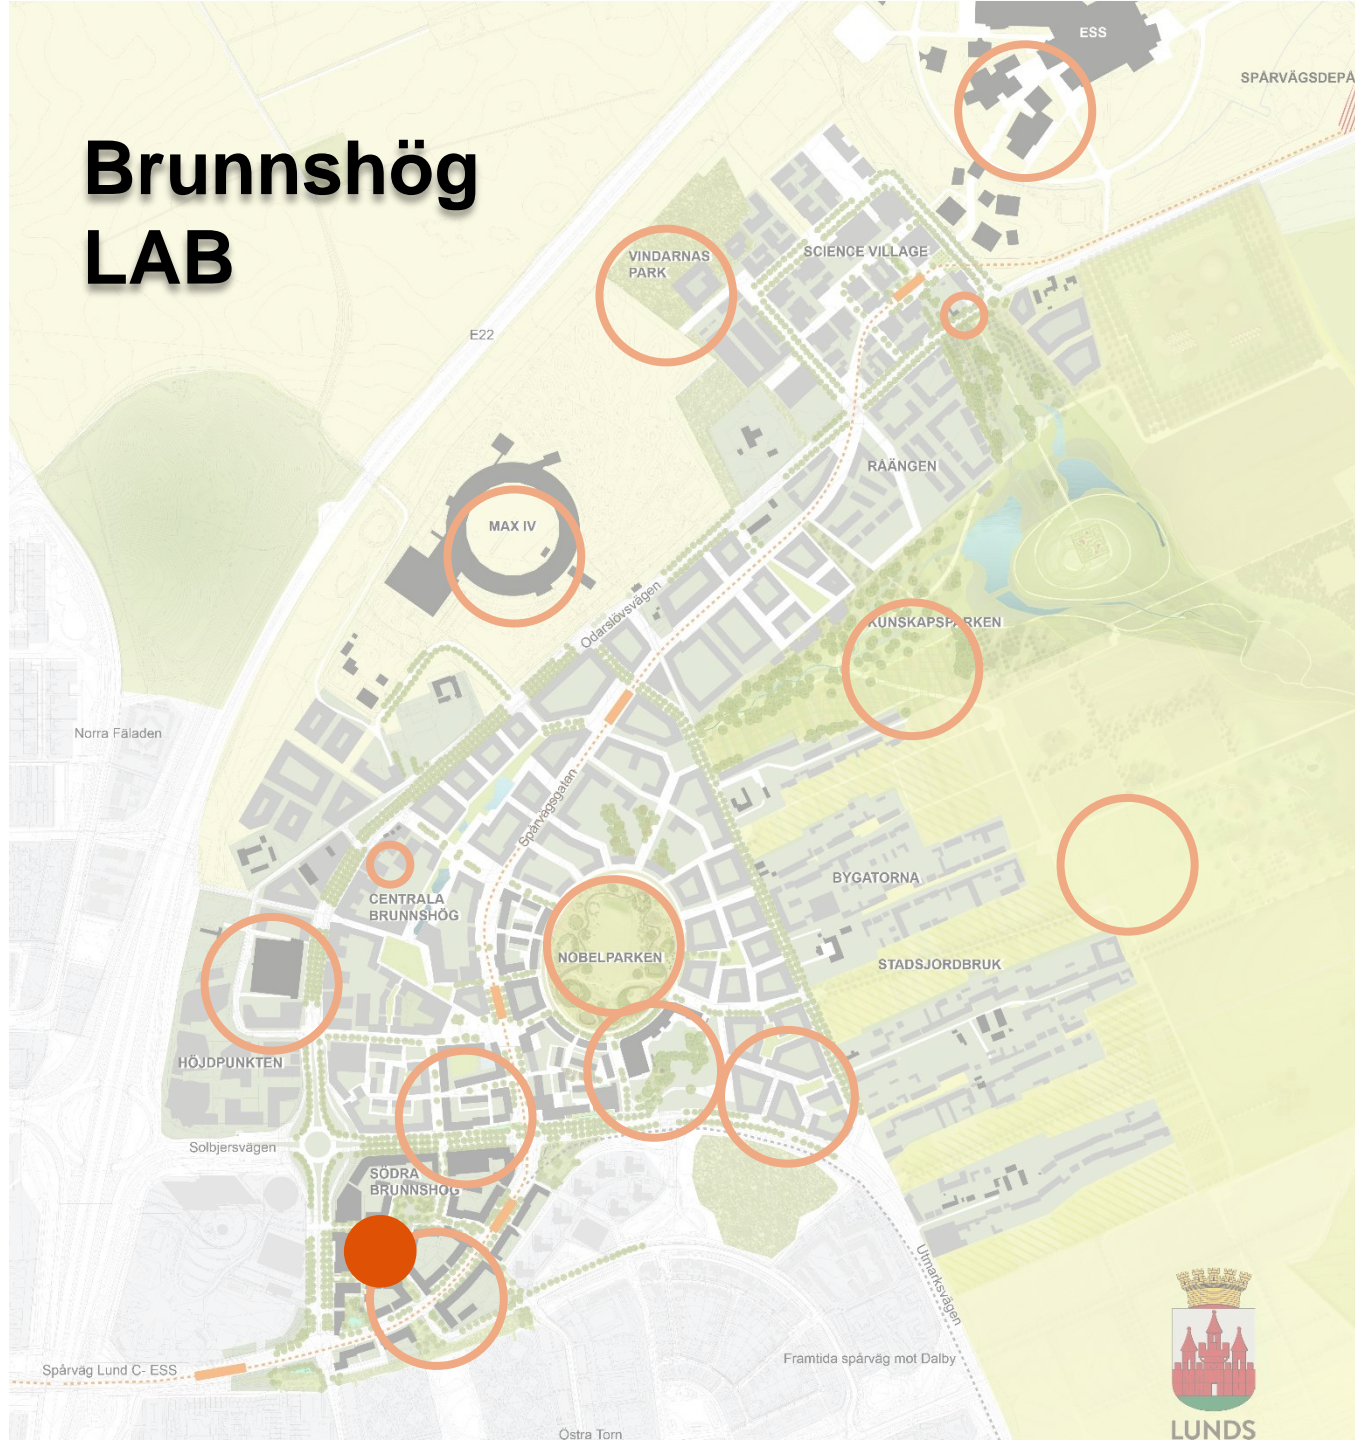 ESS
SPÅRVÄGSDEPÅ
Brunnshög
LAB
SCIENCE VILLAGE
VINDARNAS
PARK
E22
RÅÄNGEN
MAX IV
Odarslövsvägen
KUNSKAPSPARKEN
Norra Fäladen
Spårvägsgatan
BYGATORNA
CENTRALA
BRUNNSHÖG
NOBELPARKEN
STADSJORDBRUK
HÖJDPUNKTEN
Solbjersvägen
SÖDRA
BRUNNSHÖG
Utmarksvägen
Spårväg Lund C- ESS
Framtida spårväg mot Dalby
Östra Torn
LUNDS